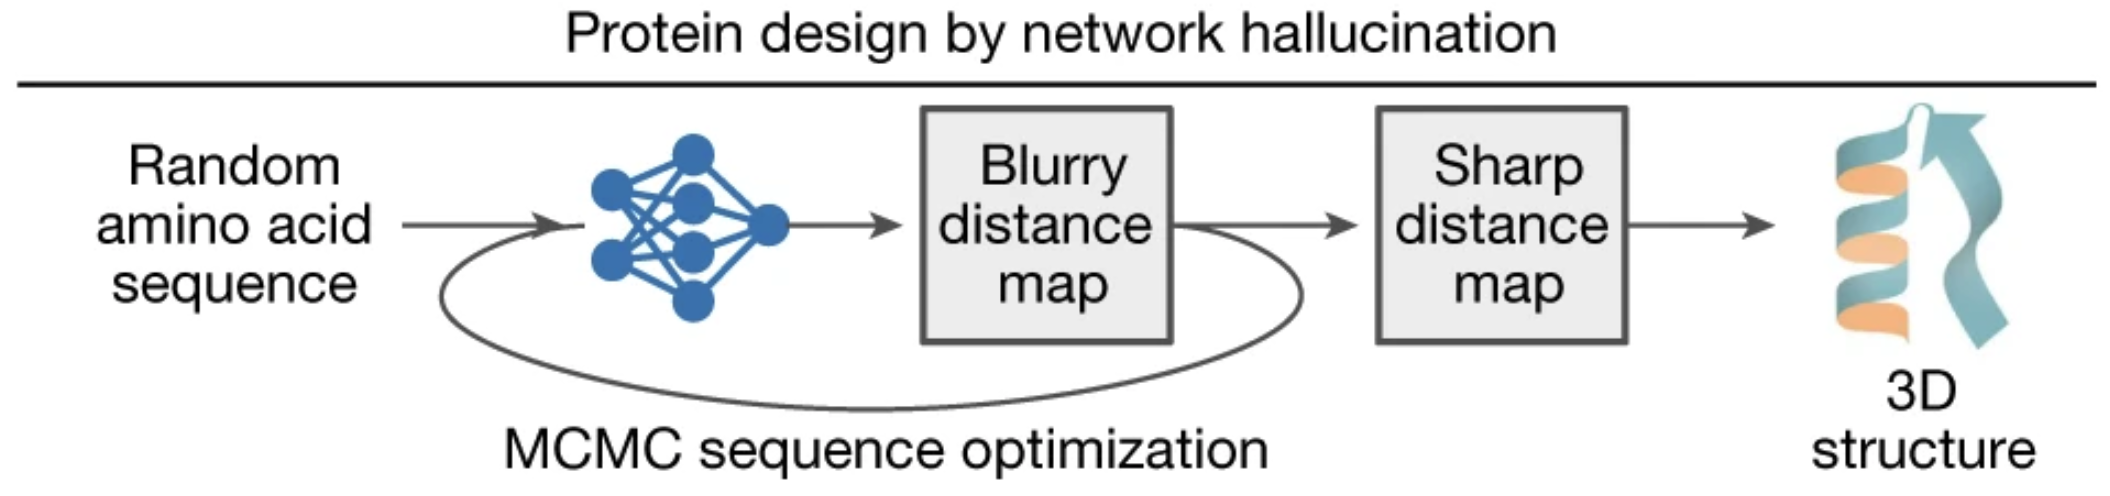 Protein design by network hallucination
Random
amino acid
sequence
Blurry
distance
map
Sharp
distance
map
3D
structure
MCMC sequence optimization